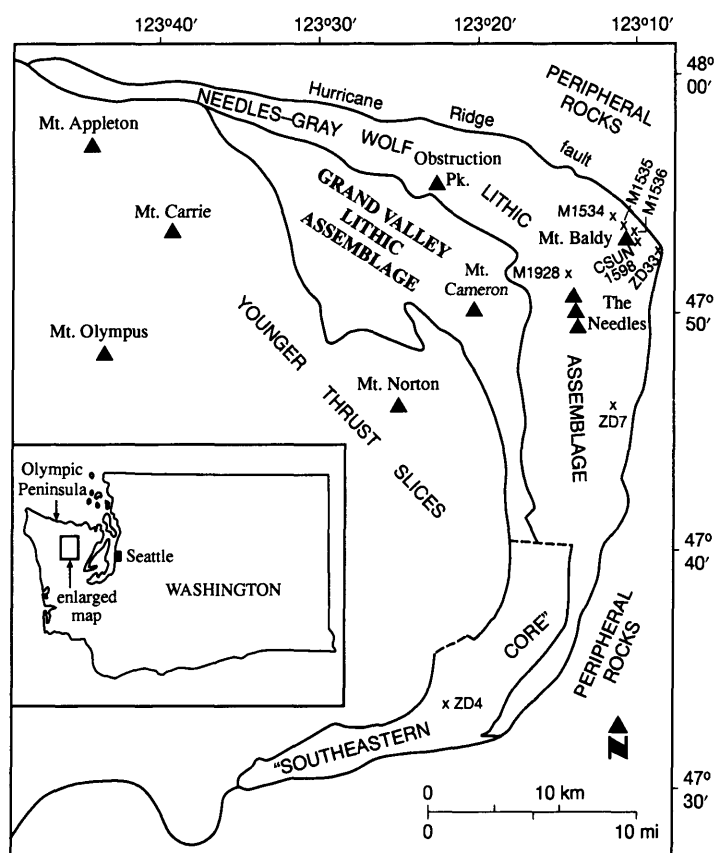 123°40′ 123°30′ 123°20′ 123°10′
48°
00′
PERIPHERAL
ROCKS
Hurricane Ridge fault
NEEDLES–GRAY WOLF LITHIC ASSEMBLAGE
Mt. Appleton
Obstruction
Pk.
GRAND VALLEY
LITHIC
ASSEMBLAGE
Mt. Carrie
M1535
M1536
M1534 x
Mt. Baldy
CSUN
1598
ZD33
M1928 x
Mt.
Cameron
The
Needles
47°
50′
Mt. Olympus
YOUNGER THRUST SLICES
Mt. Norton
x
ZD7
Olympic
Peninsula
Seattle
enlarged
map
WASHINGTON
47°
40′
"SOUTHEASTERN CORE"
x ZD4
PERIPHERAL
ROCKS
N
47°
30′
0 10 km
0 10 mi